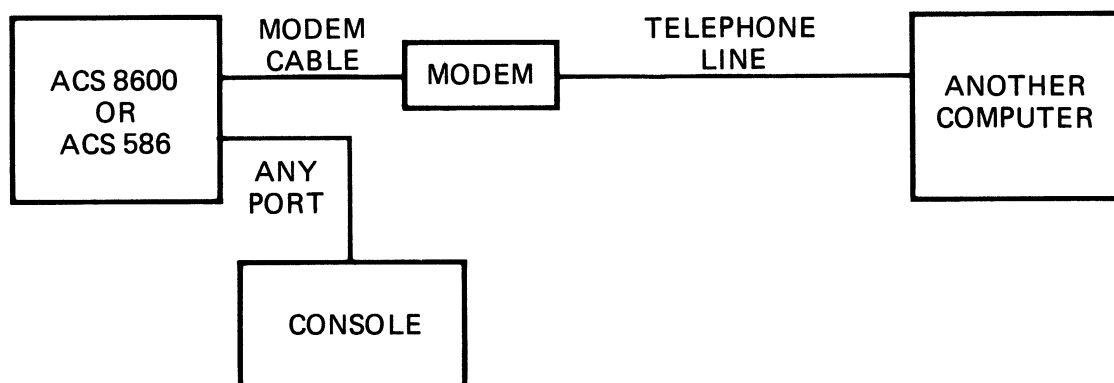 ACS 8600
OR
ACS 586
MODEM
CABLE
MODEM
TELEPHONE
LINE
ANOTHER
COMPUTER
ANY
PORT
CONSOLE